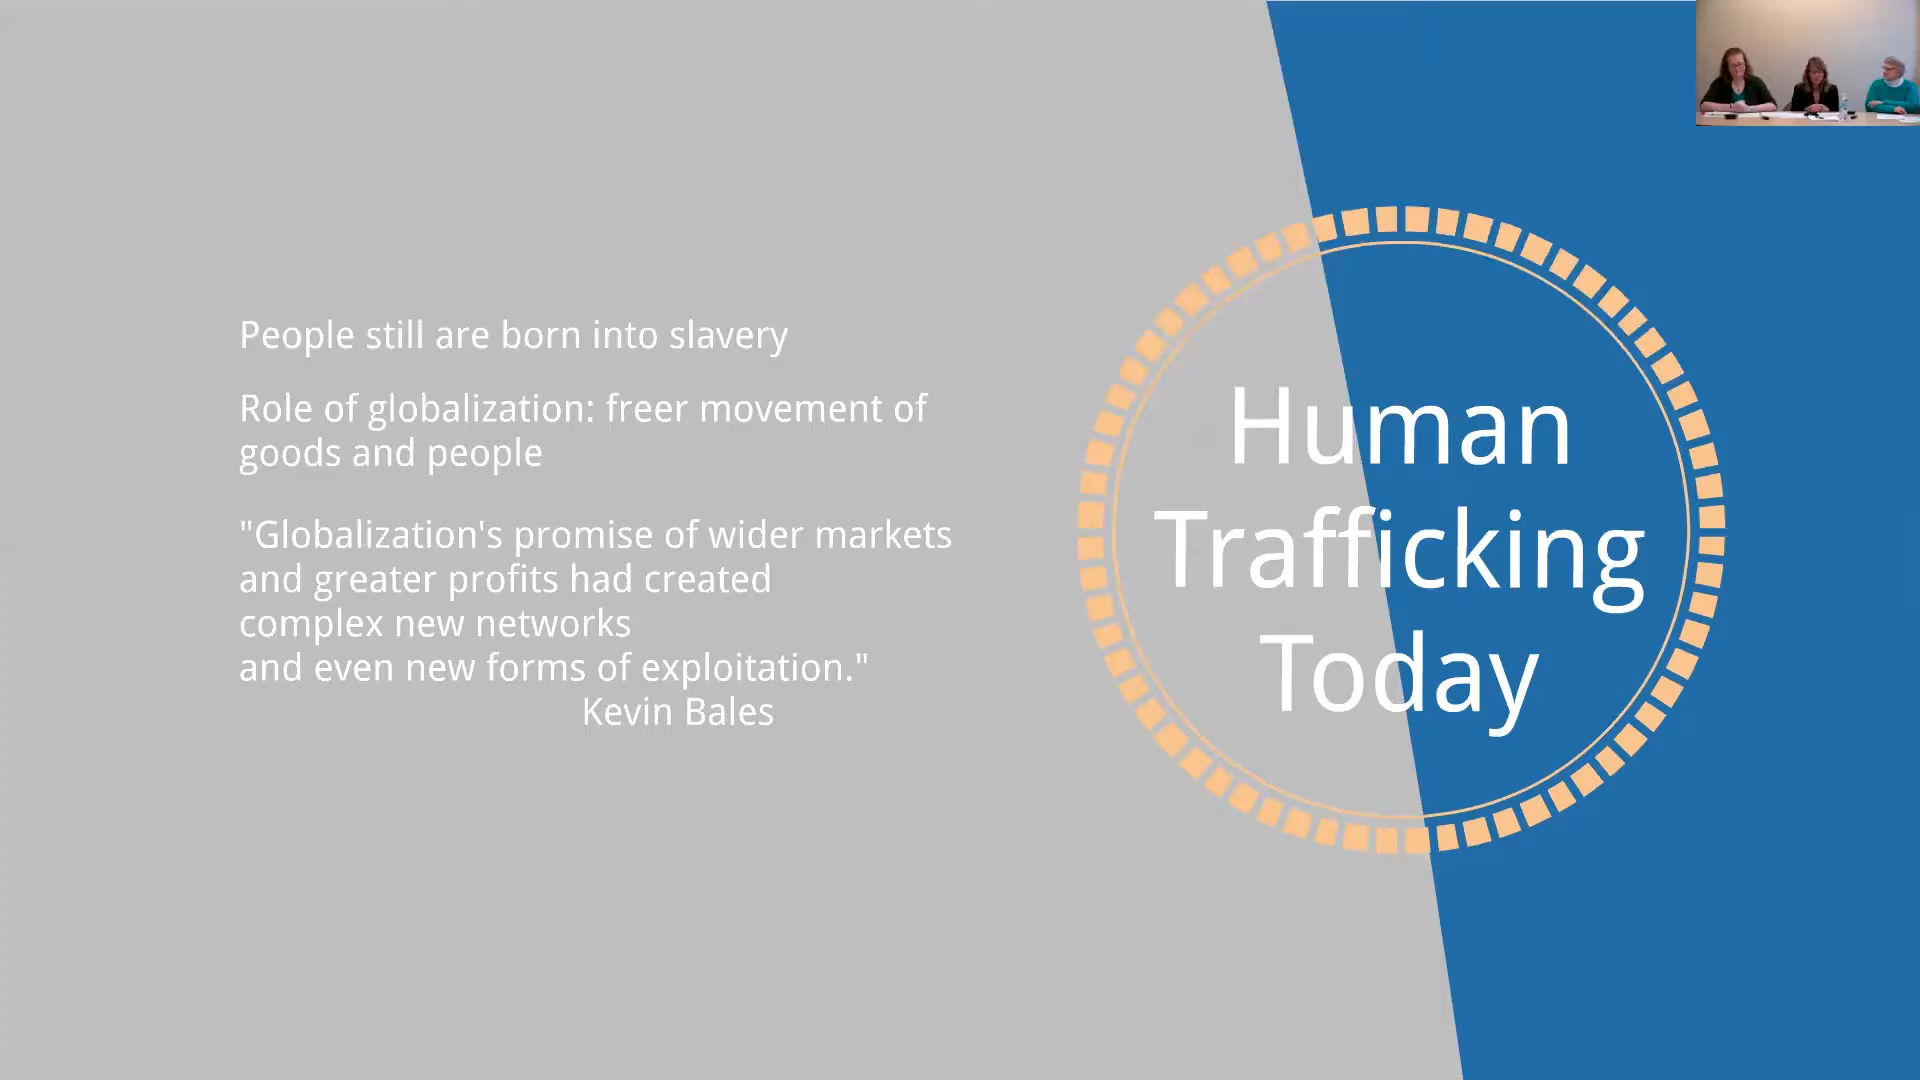 People still are born into slavery
Role of globalization: freer movement of
goods and people
"Globalization's promise of wider markets
and greater profits had created
complex new networks
and even new forms of exploitation."
Kevin Bales
Human
Trafficking
Today